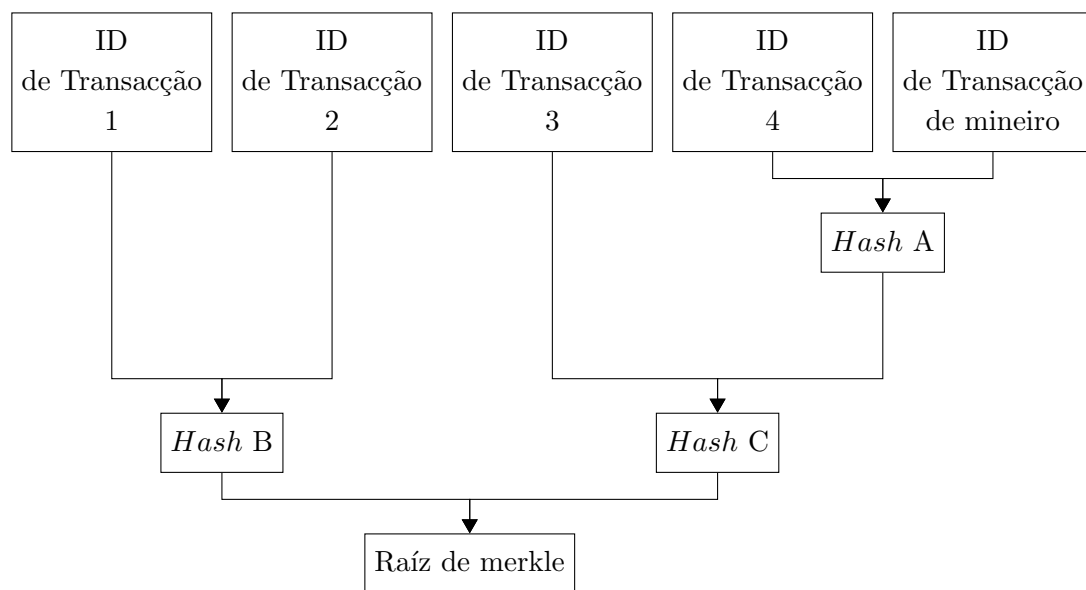 ID
de Transacção
1
ID
de Transacção
2
ID
de Transacção
3
ID
de Transacção
4
ID
de Transacção
de mineiro
Hash A
Hash B
Hash C
Raíz de merkle